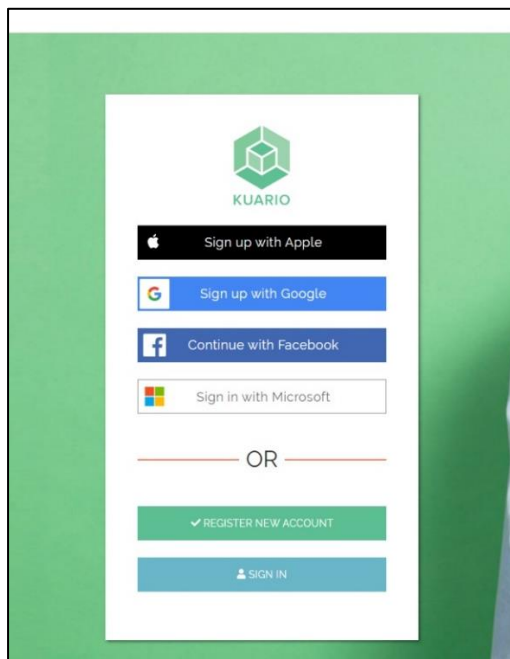 KUARIO
Sign up with Apple
Sign up with Google
Continue with Facebook
Sign in with Microsoft
OR
REGISTER NEW ACCOUNT
SIGN IN